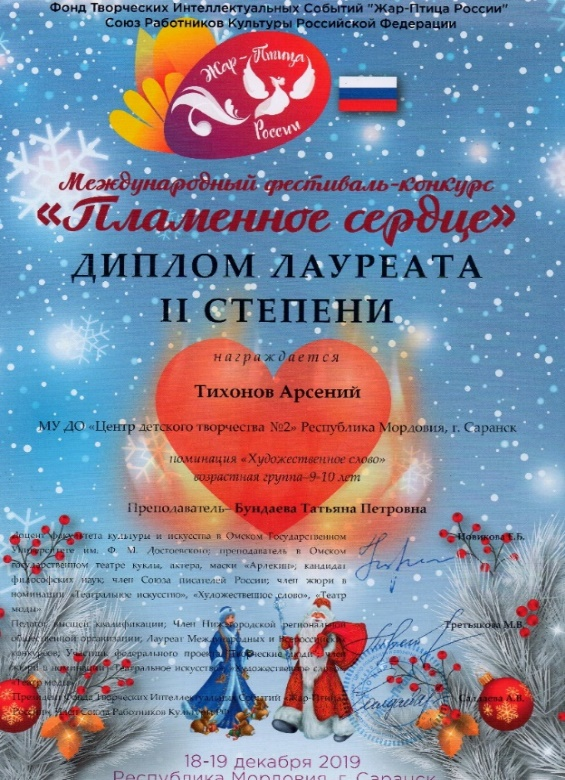 Фонд Творческих Интеллектуальных Событий "Жар-Птица России"
Союз Работников Культуры Российской Федерации
Жар-Птица
России
Международный фестиваль-конкурс
«Пламенное сердце»
ДИПЛОМ ЛАУРЕАТА
II СТЕПЕНИ
награждается
Тихонов Арсений
МУ ДО «Центр детского творчества №2» Республика Мордовия, г. Саранск
номинация «Художественное слово»
возрастная группа–9-10 лет
Преподаватель– Бундаева Татьяна Петровна
Доцент факультета культуры и искусства в Омском Государственном Новикова Е.Б.
Университете им. Ф. М. Достоевского; преподаватель в Омском
государственном театре куклы, актера, маски «Арлекин»; кандидат
философских наук; член Союза писателей России; член жюри в
номинации «Театральное искусство», «Художественное слово», «Театр
моды»
Педагог высшей квалификации; Член Нижегородской региональной Третьякова М.В.
общественной организации; Лауреат Международных и Всероссийских
конкурсов; Участник федерального проекта
жюри в номинации «Театральное искусство», «Художественное слово»,
«Театр моды»
Президент Фонда Творческих Интеллектуальных Событий «Жар-Птица
России», Член Союза Работников Культуры
18-19 декабря 2019
Республика Мордовия, г. Саранск